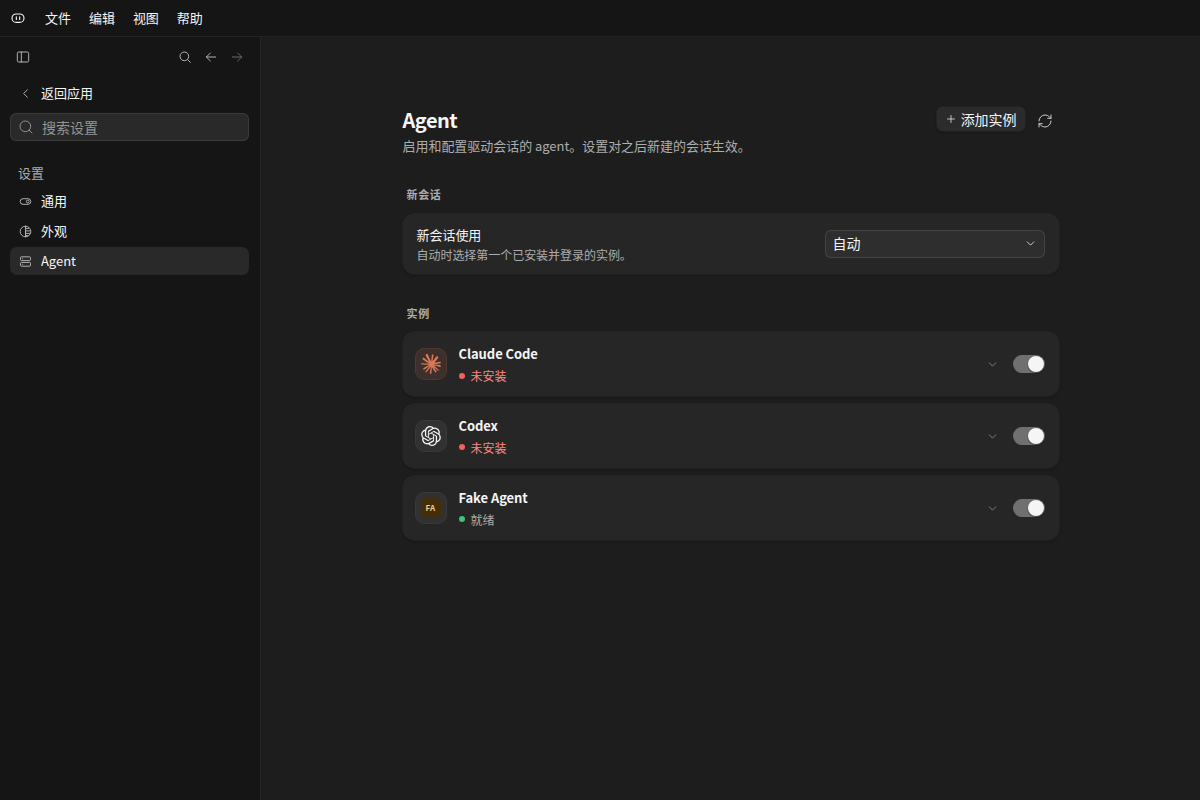 文件 编辑 视图 帮助
返回应用
搜索设置
设置
通用
外观
Agent
Agent
添加实例
启用和配置驱动会话的 agent。设置对之后新建的会话生效。
新会话
新会话使用
自动时选择第一个已安装并登录的实例。
自动
实例
Claude Code
未安装
Codex
未安装
FA
Fake Agent
就绪